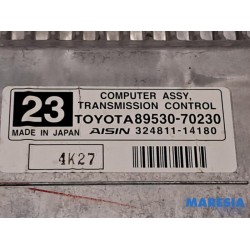 23
COMPUTER ASSY,
TRANSMISSION CONTROL
TOYOTA 89530-70230
MADE IN JAPAN AISIN 324811-14180
4K27
MARESIA